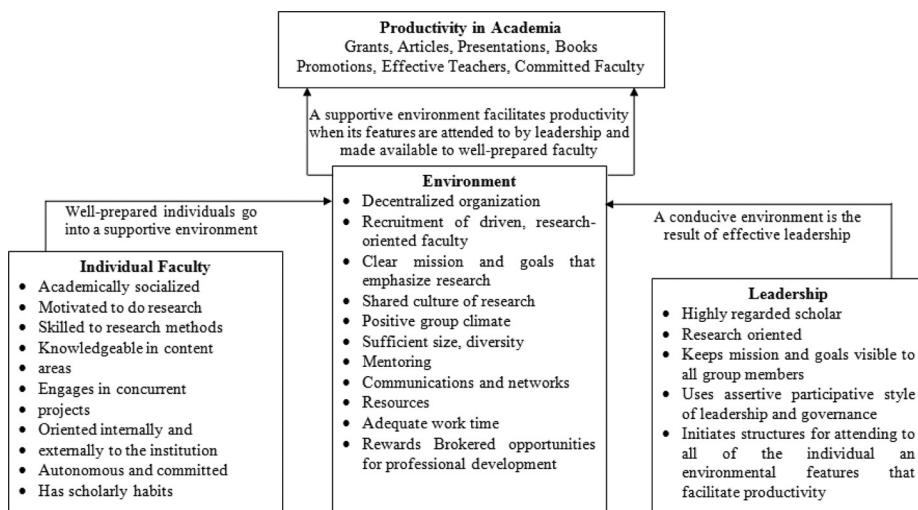 Productivity in Academia
Grants, Articles, Presentations, Books
Promotions, Effective Teachers, Committed Faculty
A supportive environment facilitates productivity
when its features are attended to by leadership and
made available to well-prepared faculty
Well-prepared individuals go
into a supportive environment
A conducive environment is the
result of effective leadership
Individual Faculty
• Academically socialized
• Motivated to do research
• Skilled to research methods
• Knowledgeable in content
• areas
• Engages in concurrent
• projects
• Oriented internally and
• externally to the institution
• Autonomous and committed
• Has scholarly habits
Environment
• Decentralized organization
• Recruitment of driven, research-
oriented faculty
• Clear mission and goals that
emphasize research
• Shared culture of research
• Positive group climate
• Sufficient size, diversity
• Mentoring
• Communications and networks
• Resources
• Adequate work time
• Rewards Brokered opportunities
for professional development
Leadership
• Highly regarded scholar
• Research oriented
• Keeps mission and goals visible to
all group members
• Uses assertive participative style
of leadership and governance
• Initiates structures for attending to
all of the individual an
environmental features that
facilitate productivity